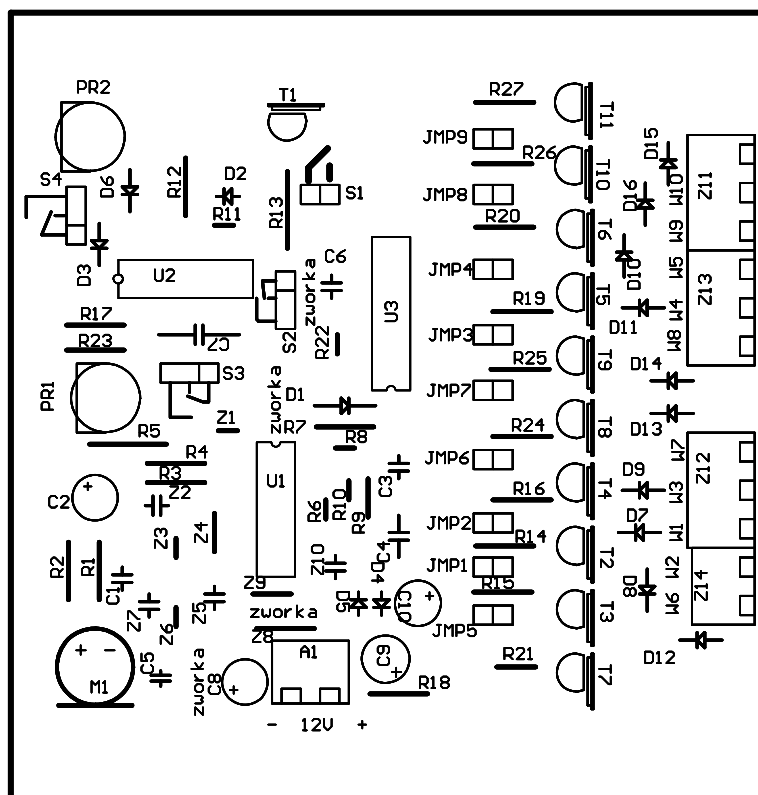 PR2
T1
R27
T11
JMP9
D15
R26
T10
S4
D6
R12
D2
R13
S1
JMP8
D16
W10
Z11
R11
R20
T6
W9
D3
U2
C6
zworka
JMP4
D10
W5
Z13
T5
R17
C7
S2
R22
U3
R19
D11
W4
R23
JMP3
W8
T9
PR1
S3
zworka
D1
JMP7
R25
D14
Z1
R7
T8
R5
R8
R24
D13
W7
R4
JMP6
Z12
R3
U1
C3
T4
D9
C2
Z2
R6
R10
R9
R16
W3
Z3
Z4
JMP2
D7
W1
R2
R1
C4
R14
T2
C1
Z10
D4
JMP1
W2
Z14
Z7
Z6
Z5
Z9
D5
C10
R15
D8
W6
zworka
JMP5
T3
Z8
+ -
M1
C5
zworka
C8
A1
C9
+
R21
D12
T7
R18
- 12V +